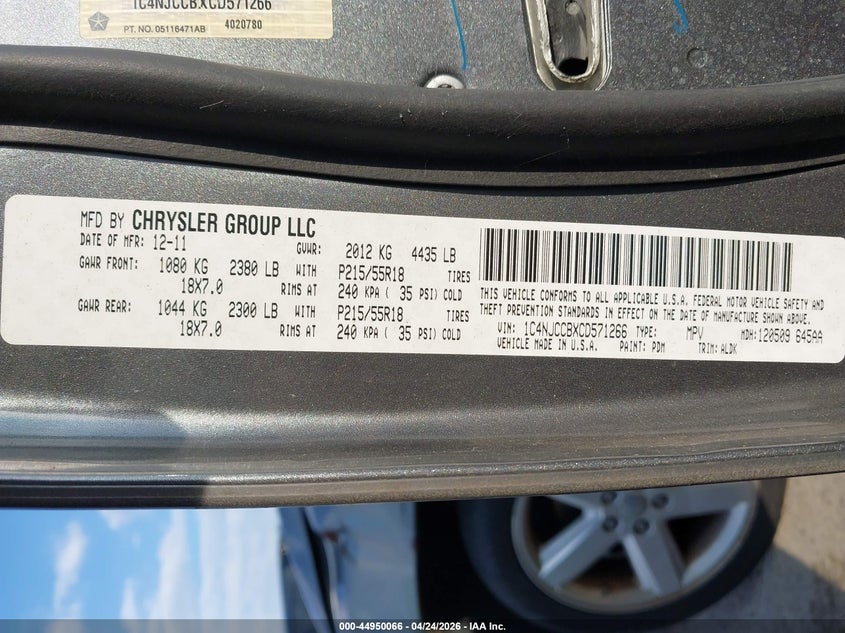 1C4NJCCBXCD571266
4020780
PT. NO. 05116471AB
MFD BY CHRYSLER GROUP LLC
DATE OF MFR: 12-11 GVWR: 2012 KG 4435 LB
GAWR FRONT: 1080 KG 2380 LB WITH P215/55R18 TIRES
18X7.0 RIMS AT 240 KPA ( 35 PSI) COLD
GAWR REAR: 1044 KG 2300 LB WITH P215/55R18 TIRES
18X7.0 RIMS AT 240 KPA ( 35 PSI) COLD
THIS VEHICLE CONFORMS TO ALL APPLICABLE U.S.A. FEDERAL MOTOR VEHICLE SAFETY AND
THEFT PREVENTION STANDARDS IN EFFECT ON THE DATE OF MANUFACTURE SHOWN ABOVE.
VIN: 1C4NJCCBXCD571266 TYPE: MPV MDH: 120509 645AA
VEHICLE MADE IN U.S.A. PAINT: PDM TRIM: ALDK
000-44950066 - 04/24/2026 - IAA Inc.